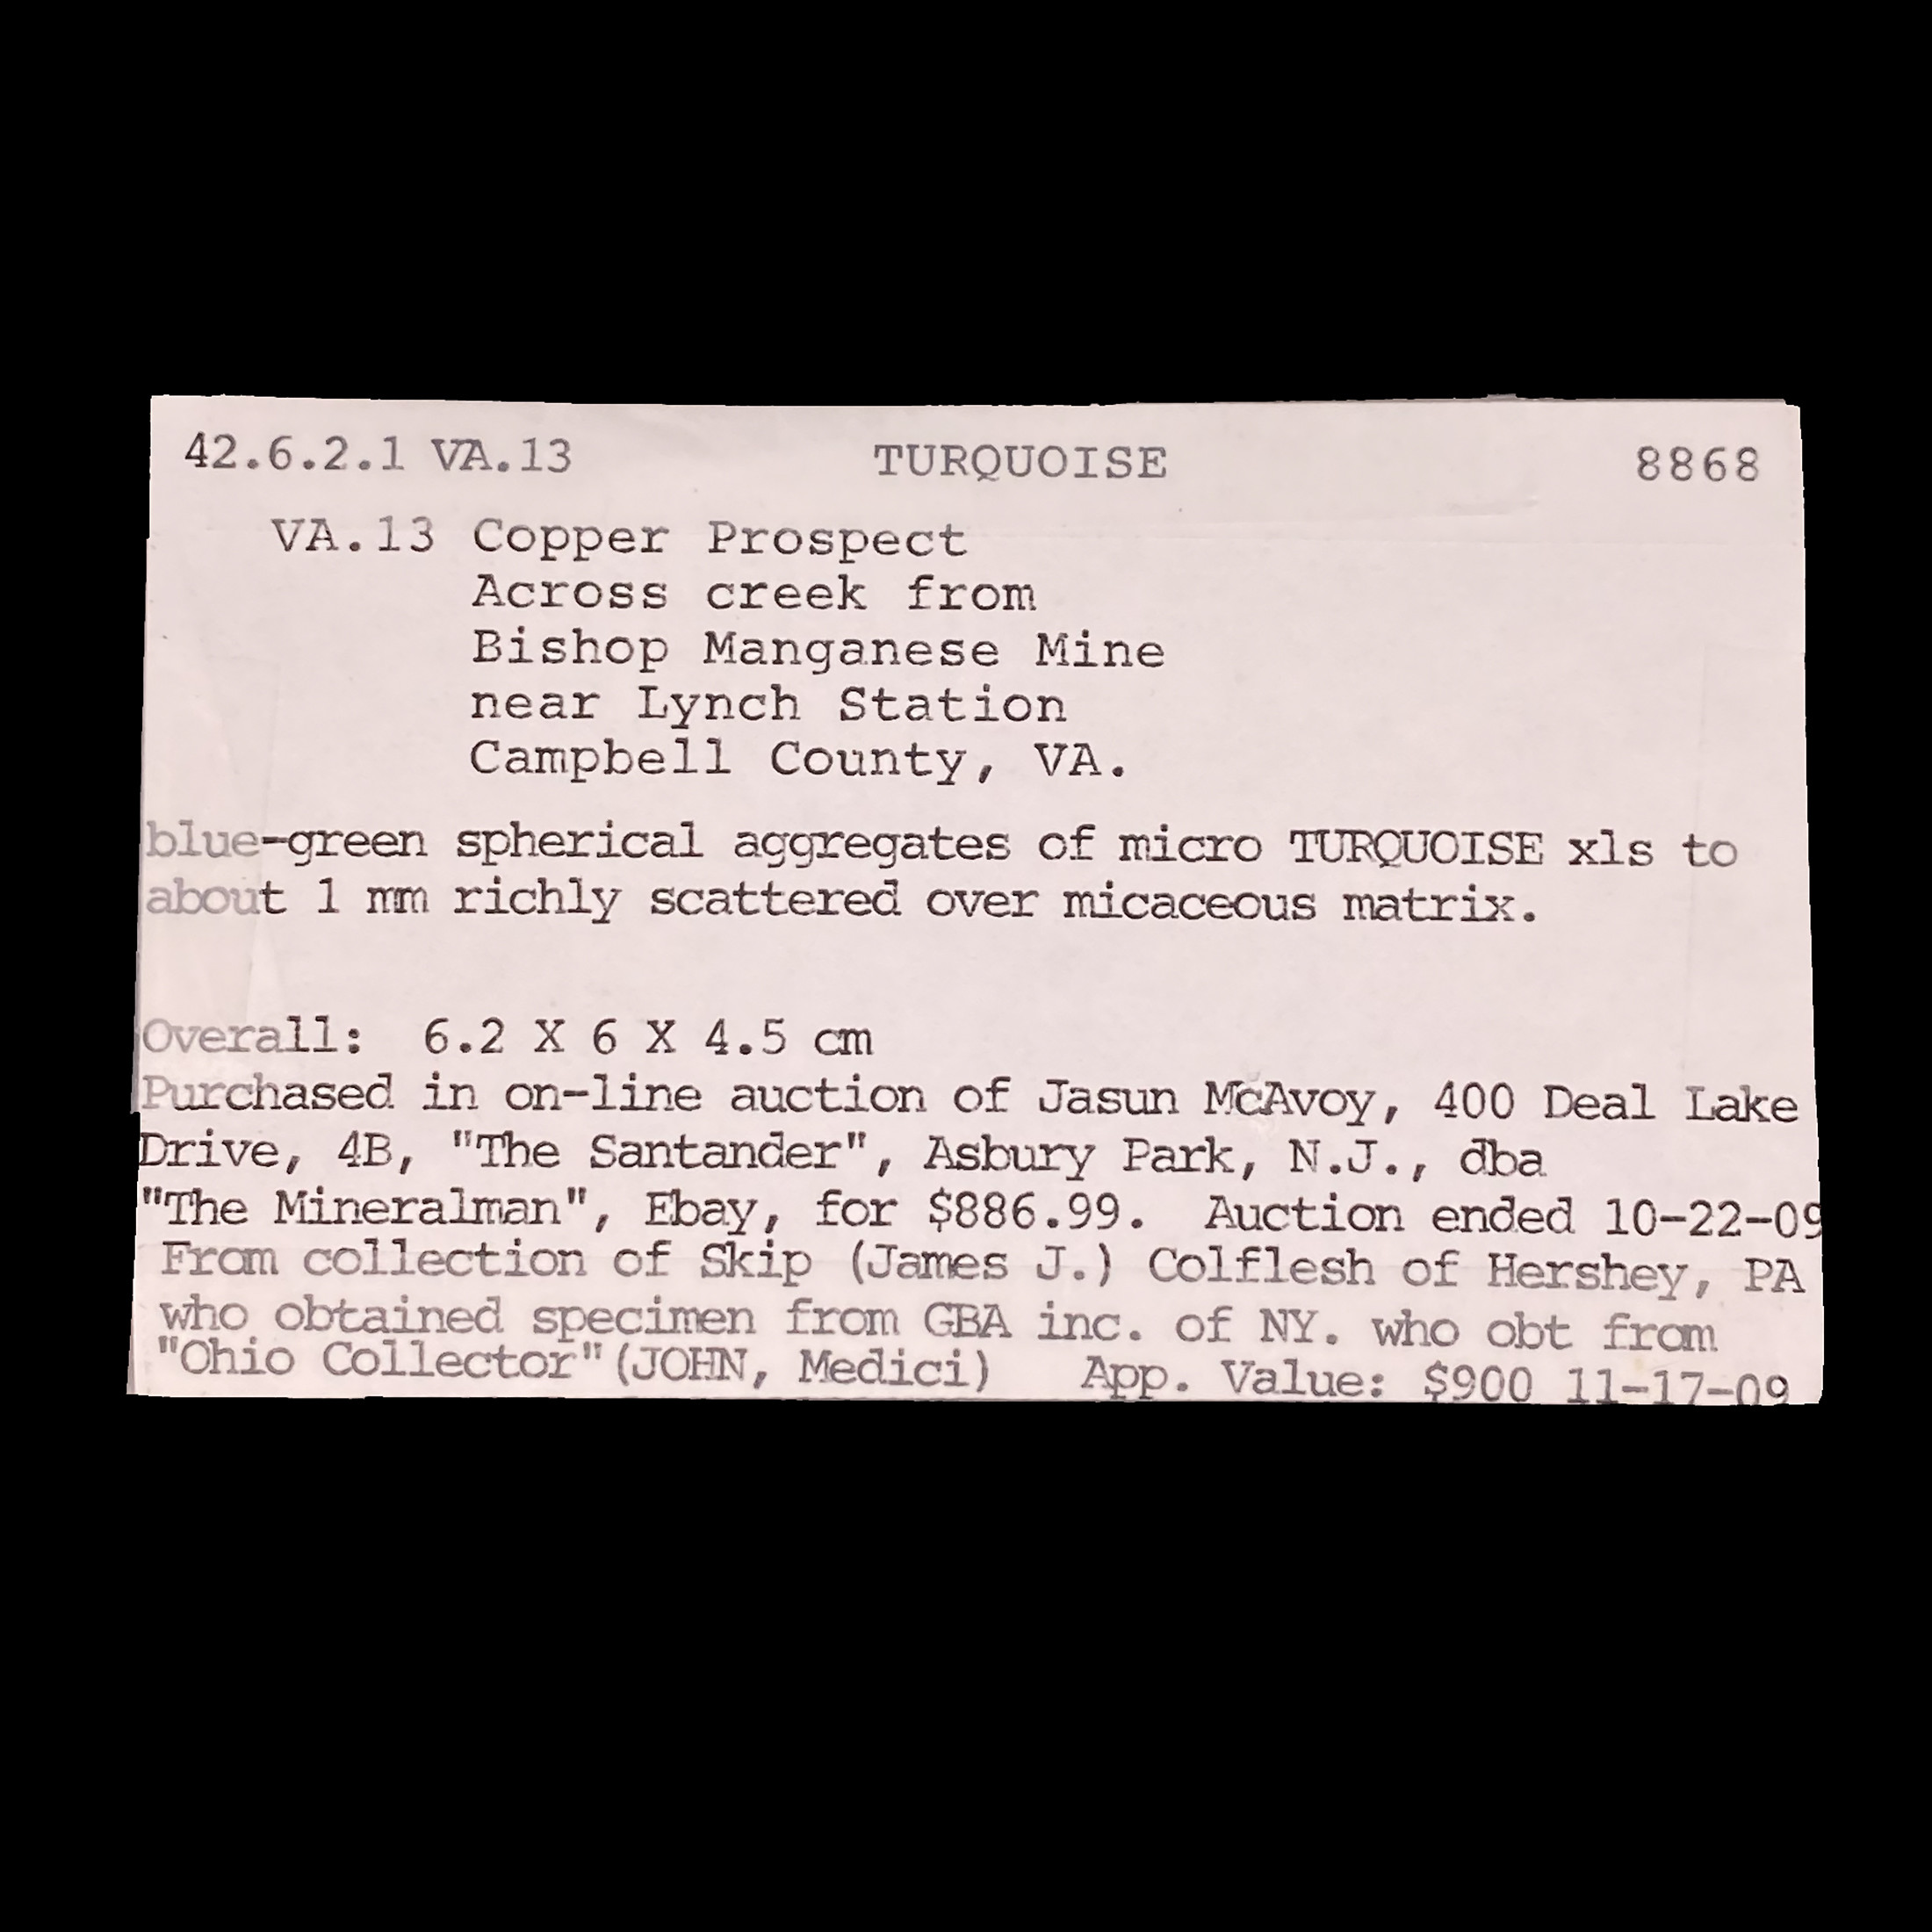 42.6.2.1 VA.13 TURQUOISE 8868
VA.13 Copper Prospect
Across creek from
Bishop Manganese Mine
near Lynch Station
Campbell County, VA.
blue-green spherical aggregates of micro TURQUOISE xls to
about 1 mm richly scattered over micaceous matrix.
Overall: 6.2 X 6 X 4.5 cm
Purchased in on-line auction of Jasun McAvoy, 400 Deal Lake
Drive, 4B, "The Santander", Asbury Park, N.J., dba
"The Mineralman", Ebay, for $886.99. Auction ended 10-22-09
From collection of Skip (James J.) Colflesh of Hershey, PA
who obtained specimen from GBA inc. of NY. who obt from
"Ohio Collector"(JOHN, Medici) App. Value: $900 11-17-09